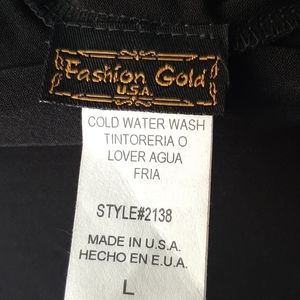 Fashion Gold
U.S.A.
COLD WATER WASH
TINTORERIA O
LOVER AGUA
FRIA
STYLE#2138
MADE IN U.S.A.
HECHO EN E.U.A.
L